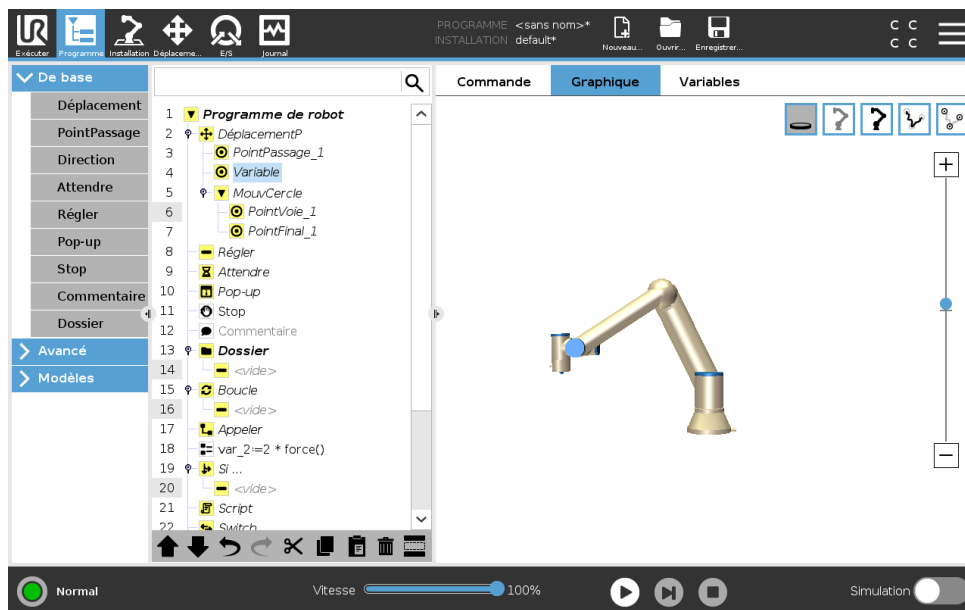 UR
PROGRAMME <sans nom>*
INSTALLATION default*
C C
C C
Exécuter Programme Installation Déplaceme... E/S Journal Nouveau... Ouvrir... Enregistrer...
De base
Déplacement
PointPassage
Direction
Attendre
Régler
Pop-up
Stop
Commentaire
Dossier
Avancé
Modèles
1 Programme de robot
2 DéplacementP
3 PointPassage_1
4 Variable
5 MouvCercle
6 PointVoie_1
7 PointFinal_1
8 Régler
9 Attendre
10 Pop-up
11 Stop
12 Commentaire
13 Dossier
14 <vide>
15 Boucle
16 <vide>
17 Appeler
18 var_2:=2 * force()
19 Si ...
20 <vide>
21 Script
22 Switch
Commande Graphique Variables
Normal
Vitesse 100%
Simulation